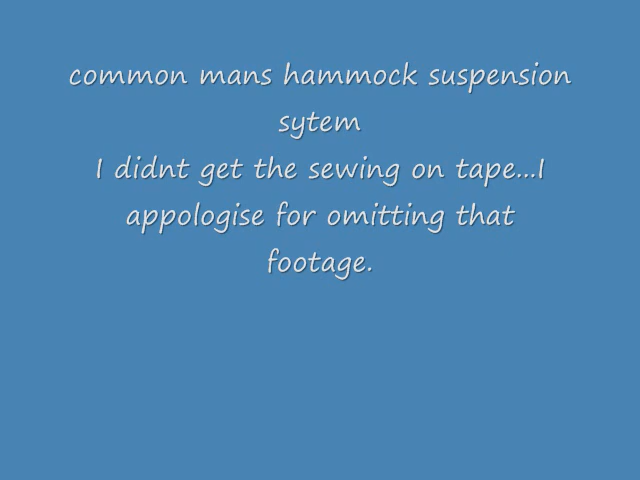 common mans hammock suspension
sytem
I didnt get the sewing on tape...I
appologise for omitting that
footage.